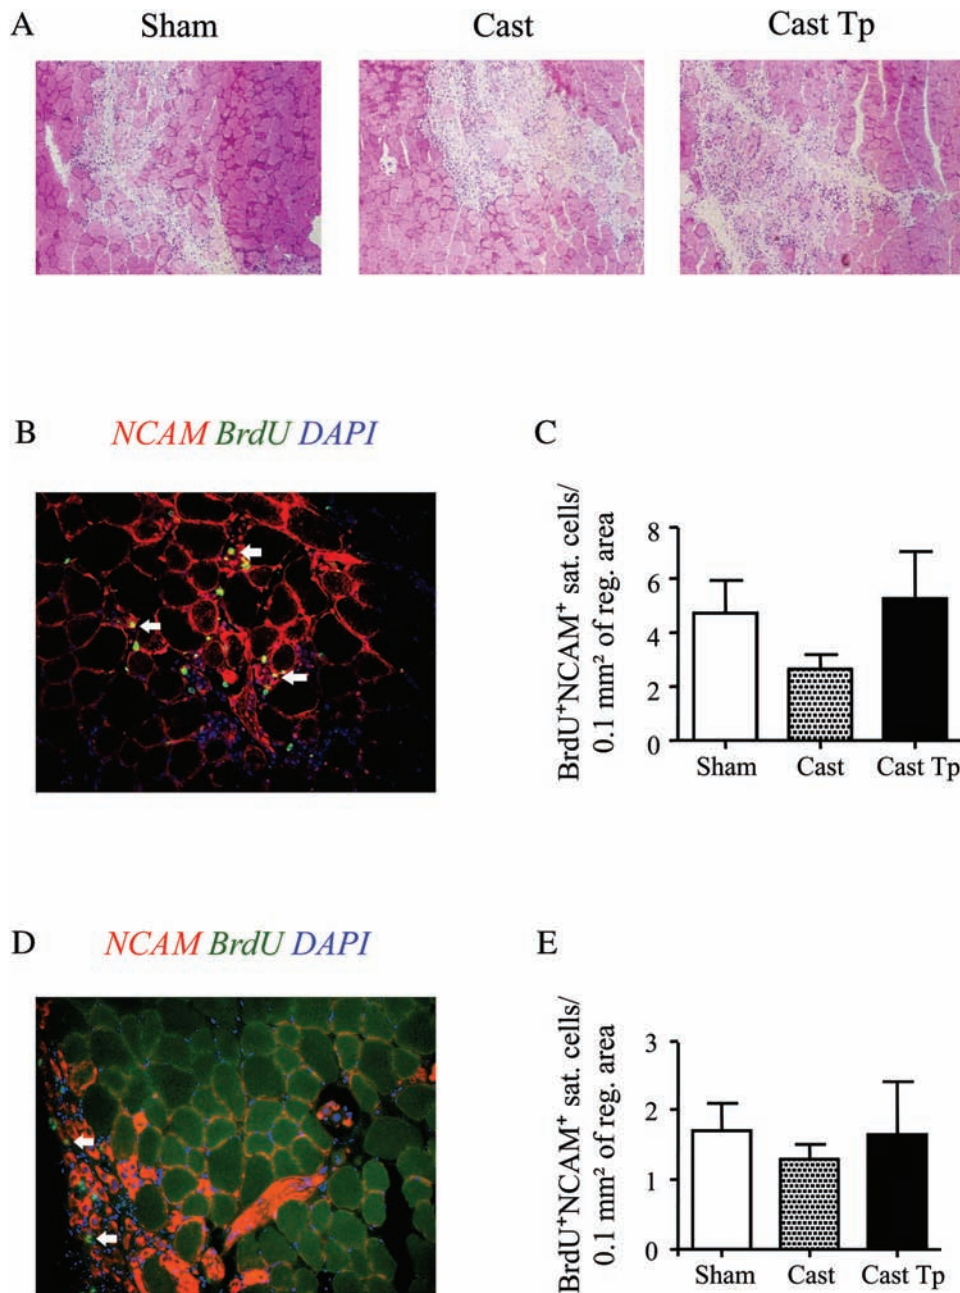 A
Sham
Cast
Cast Tp
B
NCAM BrdU DAPI
C
BrdU⁺NCAM⁺ sat. cells/
0.1 mm² of reg. area
8
6
4
2
0
Sham
Cast
Cast Tp
D
NCAM BrdU DAPI
E
BrdU⁺NCAM⁺ sat. cells/
0.1 mm² of reg. area
3
2
1
0
Sham
Cast
Cast Tp